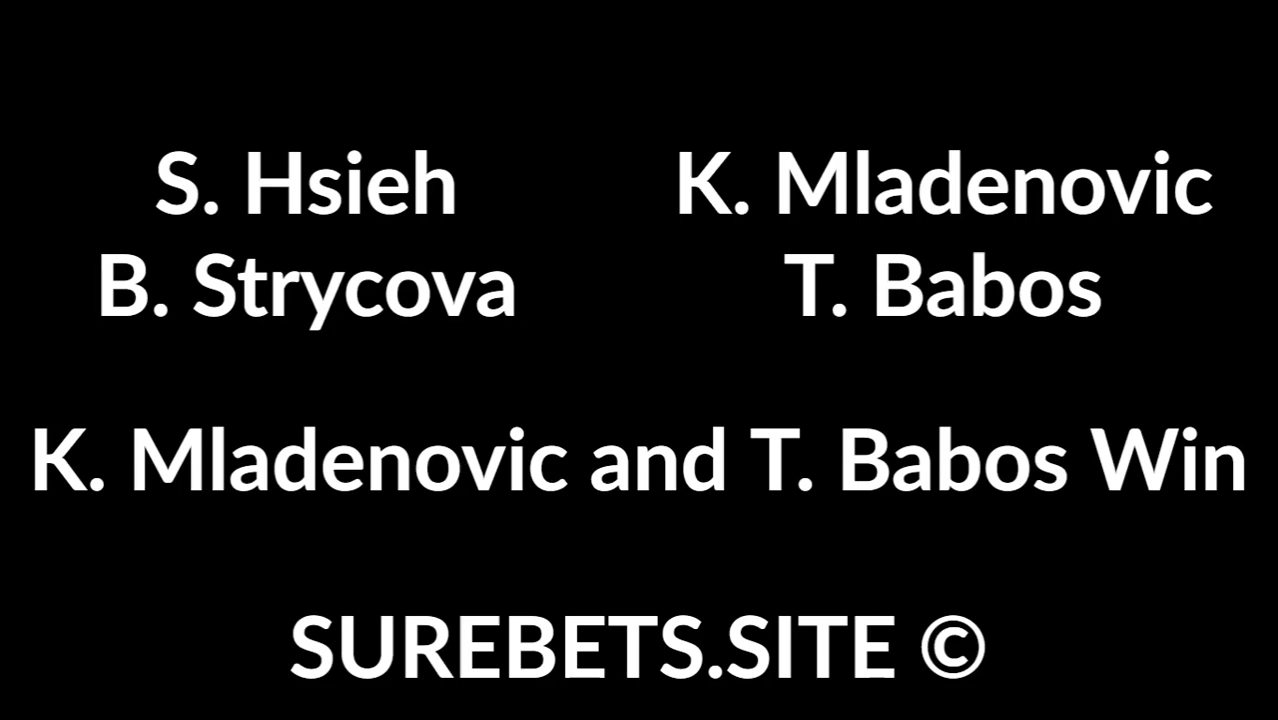 S. Hsieh
B. Strycova
K. Mladenovic
T. Babos
K. Mladenovic and T. Babos Win
SUREBETS.SITE ©